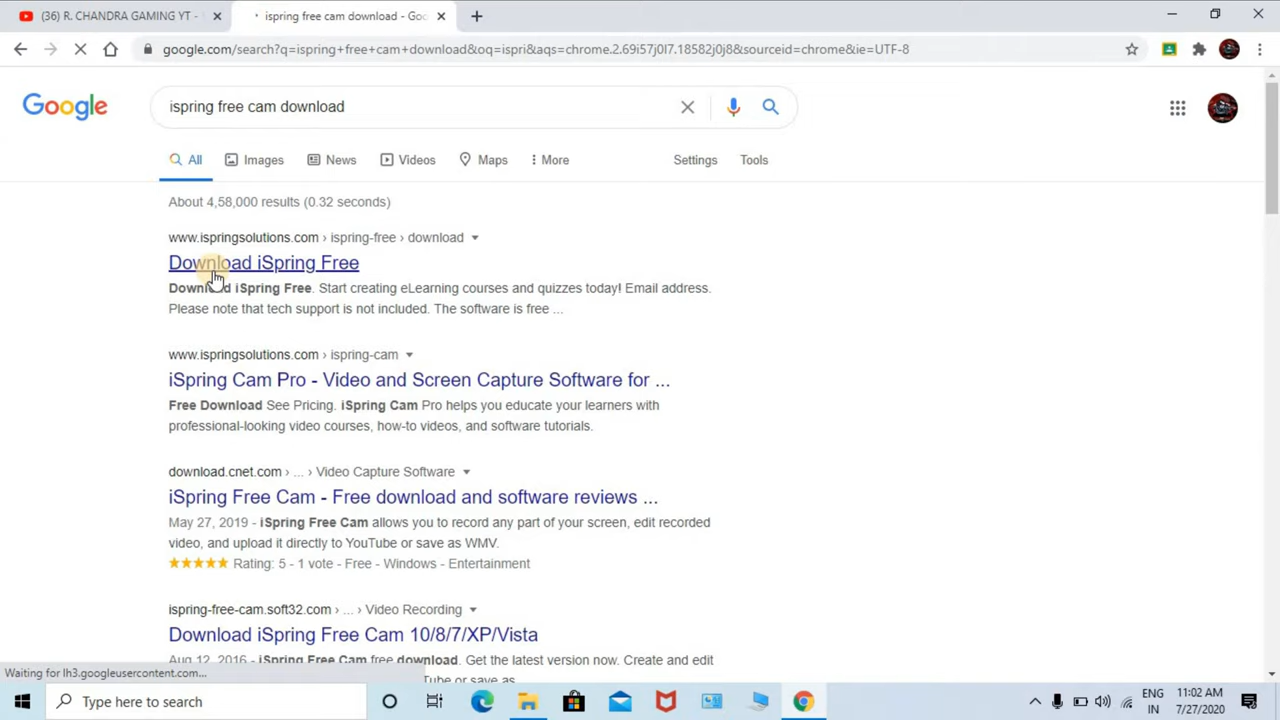 (36) R. CHANDRA GAMING YT -
ispring free cam download - Goo
google.com/search?q=ispring+free+cam+download&oq=ispri&aqs=chrome.2.69i57j0l7.18582j0j8&sourceid=chrome&ie=UTF-8
Google
ispring free cam download
All
Images
News
Videos
Maps
More
Settings
Tools
About 4,58,000 results (0.32 seconds)
www.ispringsolutions.com › ispring-free › download
Download iSpring Free
Download iSpring Free. Start creating eLearning courses and quizzes today! Email address.
Please note that tech support is not included. The software is free ...
www.ispringsolutions.com › ispring-cam
iSpring Cam Pro - Video and Screen Capture Software for ...
Free Download See Pricing. iSpring Cam Pro helps you educate your learners with
professional-looking video courses, how-to videos, and software tutorials.
download.cnet.com › ... › Video Capture Software
iSpring Free Cam - Free download and software reviews ...
May 27, 2019 - iSpring Free Cam allows you to record any part of your screen, edit recorded
video, and upload it directly to YouTube or save as WMV.
Rating: 5 - 1 vote - Free - Windows - Entertainment
ispring-free-cam.soft32.com › ... › Video Recording
Download iSpring Free Cam 10/8/7/XP/Vista
Aug 12, 2016 - iSpring Free Cam free download. Get the latest version now. Create and edit
Tube or save as
Waiting for lh3.googleusercontent.com...
Type here to search
ENG
IN
11:02 AM
7/27/2020